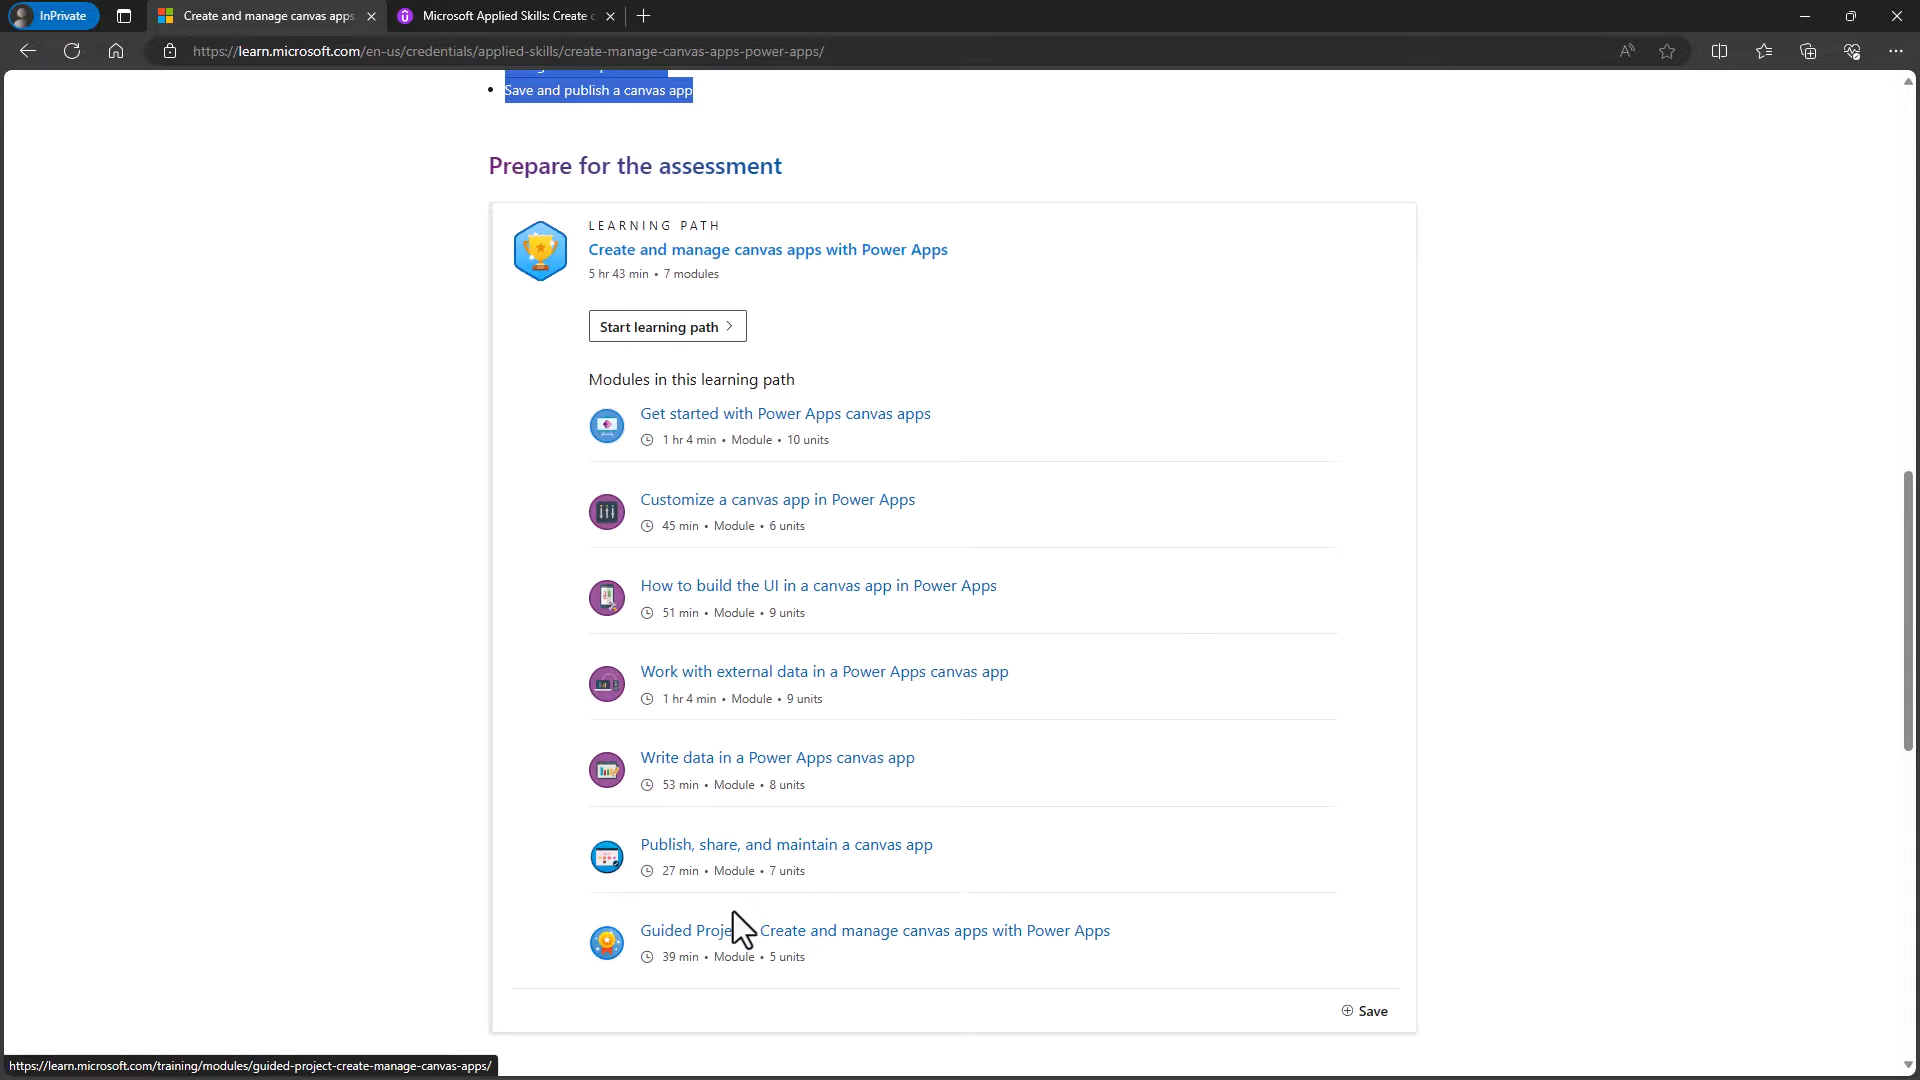 InPrivate
Create and manage canvas apps
Microsoft Applied Skills: Create
https://learn.microsoft.com/en-us/credentials/applied-skills/create-manage-canvas-apps-power-apps/
Save and publish a canvas app
Prepare for the assessment
LEARNING PATH
Create and manage canvas apps with Power Apps
5 hr 43 min • 7 modules
Start learning path
Modules in this learning path
Get started with Power Apps canvas apps
1 hr 4 min • Module • 10 units
Customize a canvas app in Power Apps
45 min • Module • 6 units
How to build the UI in a canvas app in Power Apps
51 min • Module • 9 units
Work with external data in a Power Apps canvas app
1 hr 4 min • Module • 9 units
Write data in a Power Apps canvas app
53 min • Module • 8 units
Publish, share, and maintain a canvas app
27 min • Module • 7 units
Guided Proje Create and manage canvas apps with Power Apps
39 min • Module • 5 units
Save
https://learn.microsoft.com/training/modules/guided-project-create-manage-canvas-apps/